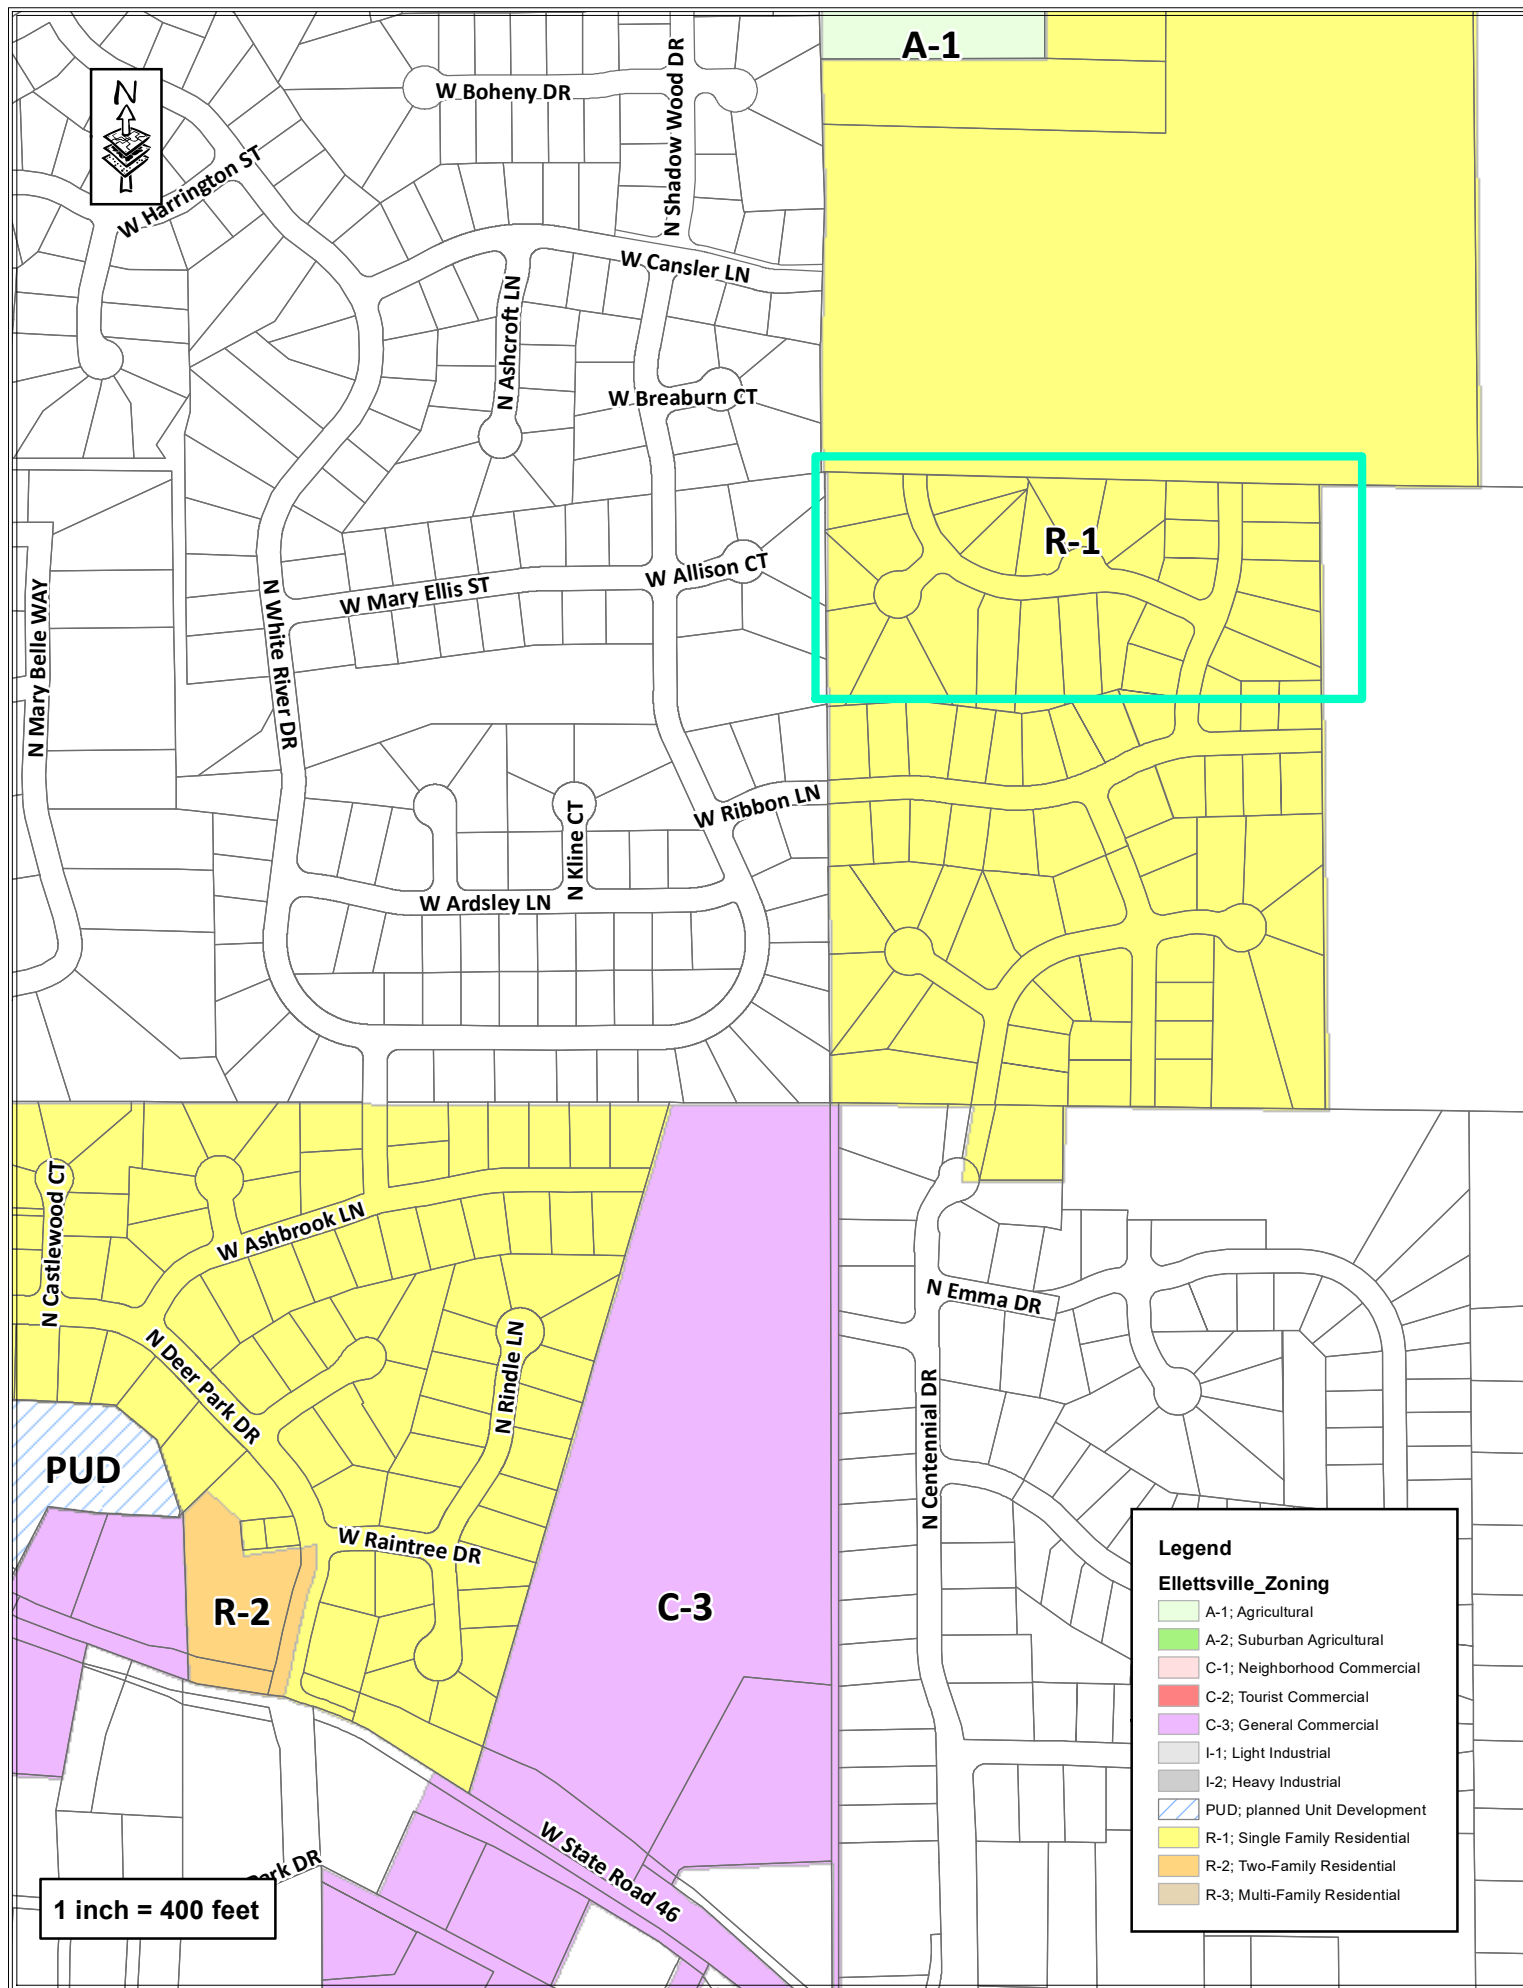 A-1
W Boheny DR
N Shadow Wood DR
N
W Harrington ST
W Cansler LN
N Ashcroft LN
W Breaburn CT
R-1
W Allison CT
W Mary Ellis ST
N White River DR
N Mary Belle WAY
W Ribbon LN
N Kline CT
W Ardsley LN
N Castlewood CT
W Ashbrook LN
N Emma DR
N Deer Park DR
N Rindle LN
N Centennial DR
PUD
W Raintree DR
R-2
C-3
W State Road 46
Park DR
1 inch = 400 feet
Legend
Ellettsville_Zoning
A-1; Agricultural
A-2; Suburban Agricultural
C-1; Neighborhood Commercial
C-2; Tourist Commercial
C-3; General Commercial
I-1; Light Industrial
I-2; Heavy Industrial
PUD; planned Unit Development
R-1; Single Family Residential
R-2; Two-Family Residential
R-3; Multi-Family Residential